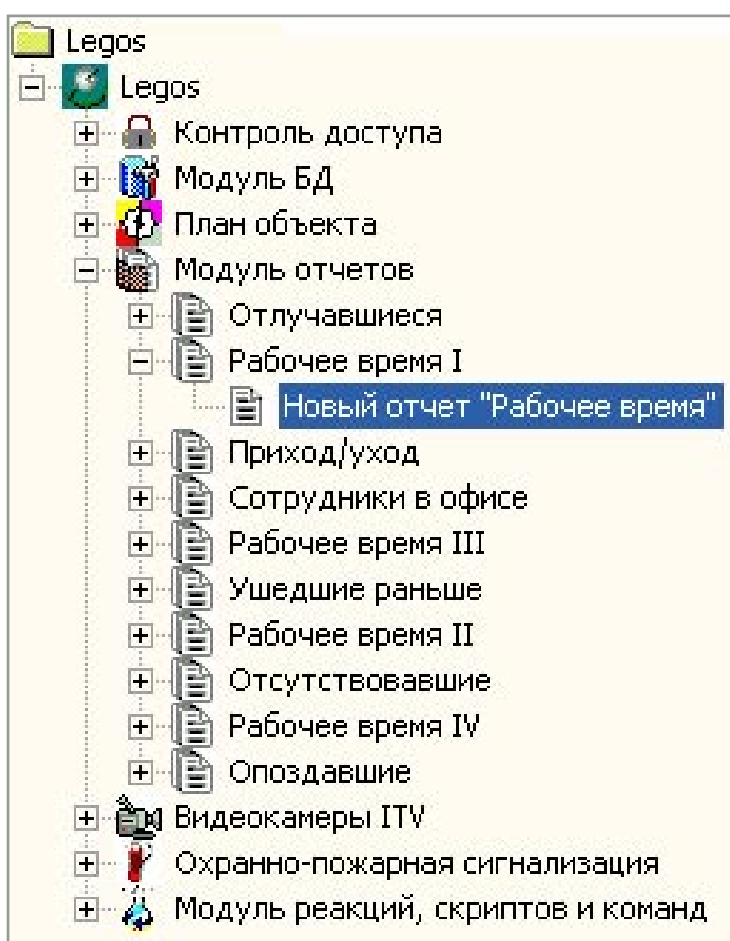 Legos
Legos
Контроль доступа
Модуль БД
План объекта
Модуль отчетов
Отлучавшиеся
Рабочее время I
Новый отчет "Рабочее время"
Приход/уход
Сотрудники в офисе
Рабочее время III
Ушедшие раньше
Рабочее время II
Отсутствовавшие
Рабочее время IV
Опоздавшие
Видеокамеры ITV
Охранно-пожарная сигнализация
Модуль реакций, скриптов и команд